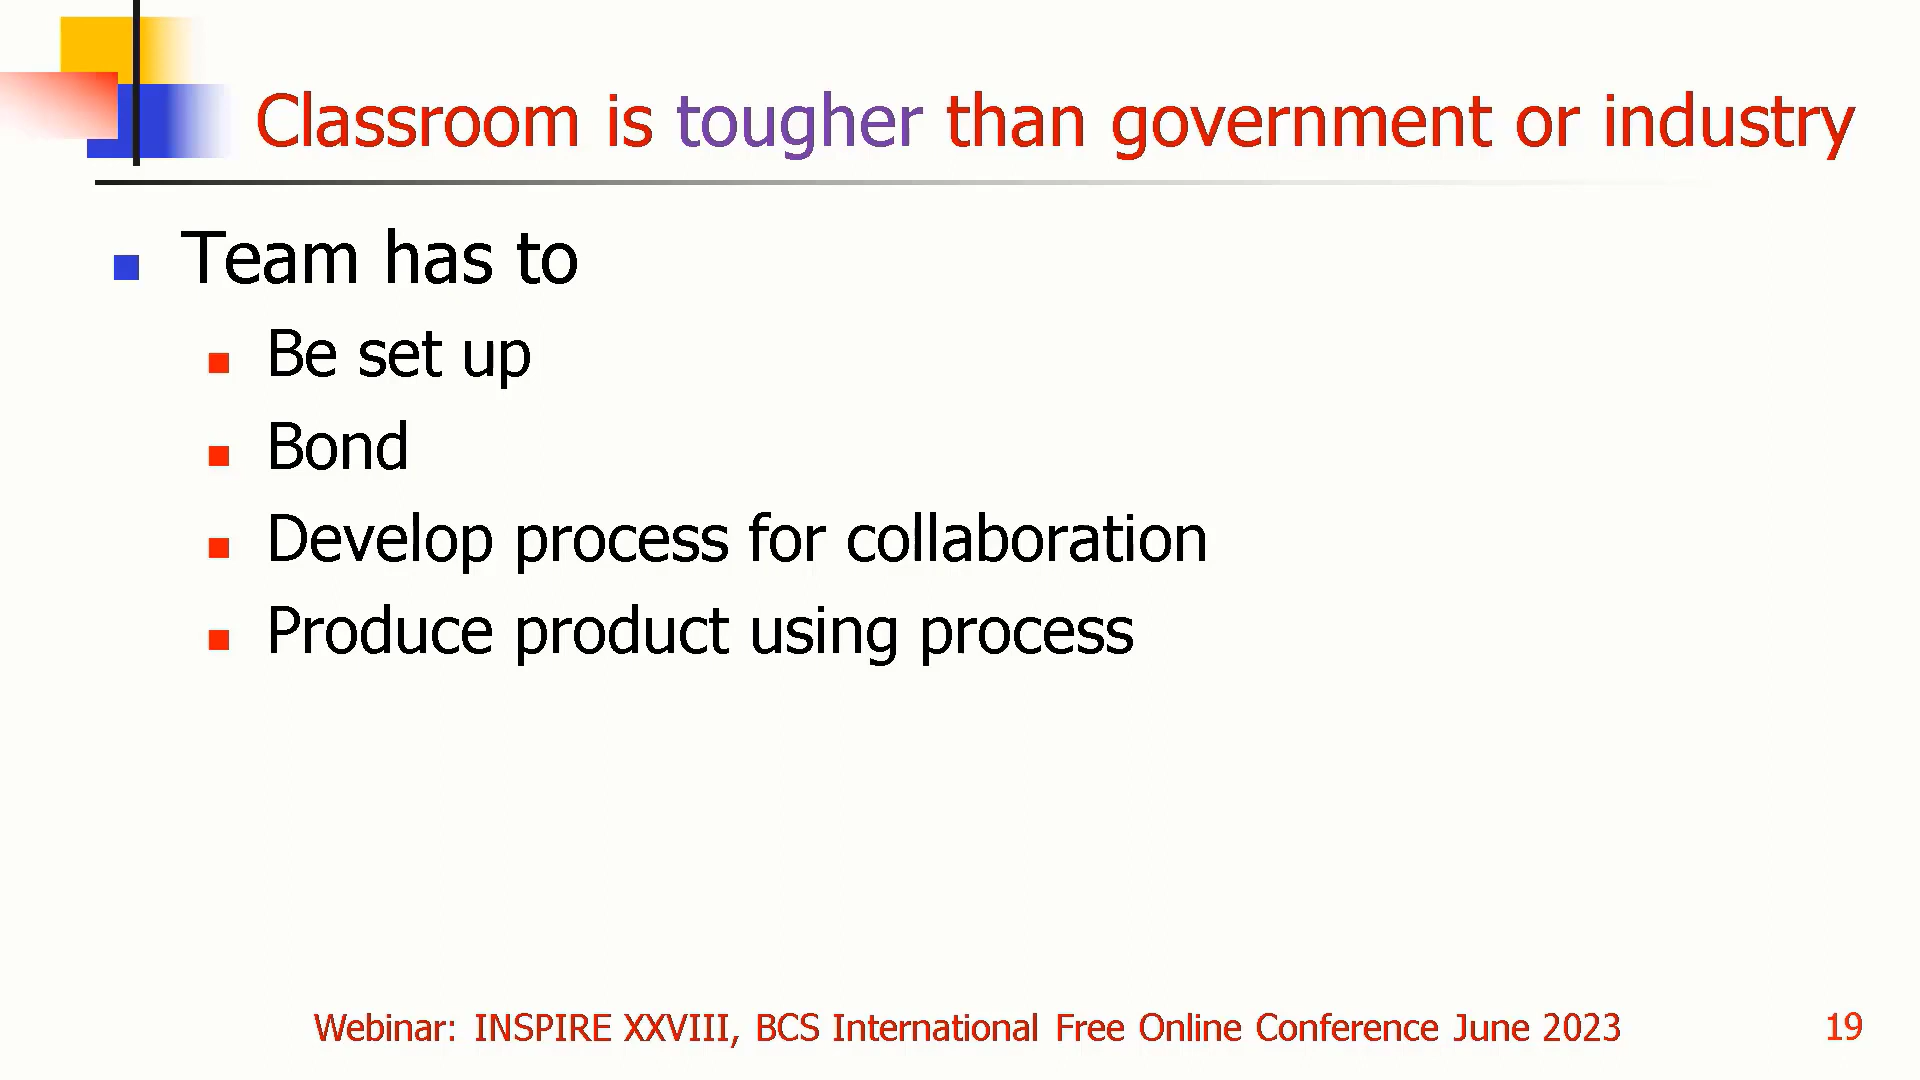 Classroom is tougher than government or industry
Team has to
Be set up
Bond
Develop process for collaboration
Produce product using process
Webinar: INSPIRE XXVIII, BCS International Free Online Conference June 2023
19